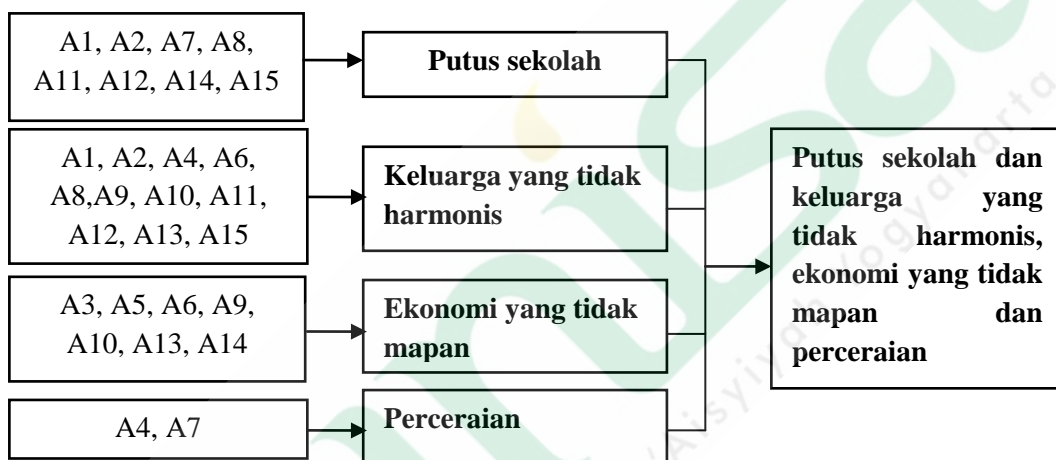 A1, A2, A7, A8,
A11, A12, A14, A15
Putus sekolah
A1, A2, A4, A6,
A8,A9, A10, A11,
A12, A13, A15
Keluarga yang tidak
harmonis
A3, A5, A6, A9,
A10, A13, A14
Ekonomi yang tidak
mapan
A4, A7
Perceraian
Putus sekolah dan
keluarga yang
tidak harmonis,
ekonomi yang tidak
mapan dan
perceraian
'Aisyiyah Yogyakarta